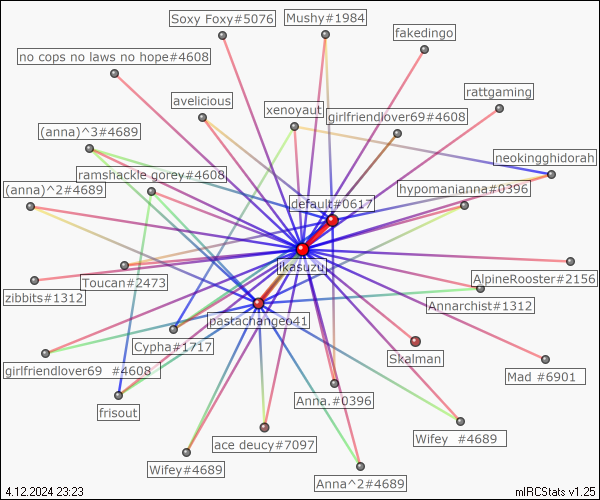 Soxy Foxy#5076
Mushy#1984
fakedingo
no cops no laws no hope#4608
rattgaming
avelicious
xenoyaut
girlfriendlover69#4608
(anna)^3#4689
neokingghidorah
ramshackle gorey#4608
hypomanianna#0396
(anna)^2#4689
default#0617
ikasuzu
Toucan#2473
AlpineRooster#2156
zibbits#1312
Annarchist#1312
pastachangeo41
Cypha#1717
Skalman
girlfriendlover69 #4608
Mad #6901
Anna.#0396
frisout
Wifey #4689
ace deucy#7097
Wifey#4689
Anna^2#4689
4.12.2024 23:23
mIRCStats v1.25